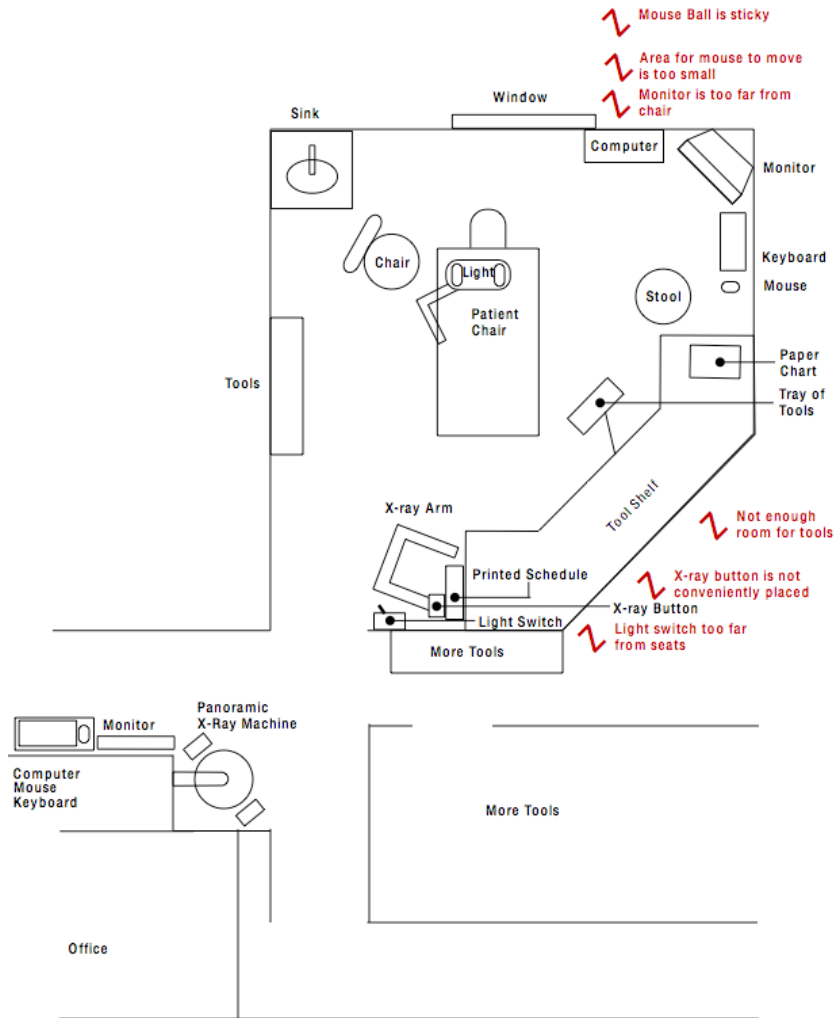 Mouse Ball is sticky
Area for mouse to move
is too small
Monitor is too far from
chair
Window
Sink
Computer
Monitor
Chair
Light
Keyboard
Mouse
Stool
Patient
Chair
Paper
Chart
Tools
Tray of
Tools
Tool Shelf
X-ray Arm
Not enough
room for tools
Printed Schedule
X-ray button is not
conveniently placed
X-ray Button
Light Switch
Light switch too far
from seats
More Tools
Panoramic
X-Ray Machine
Monitor
Computer
Mouse
Keyboard
More Tools
Office